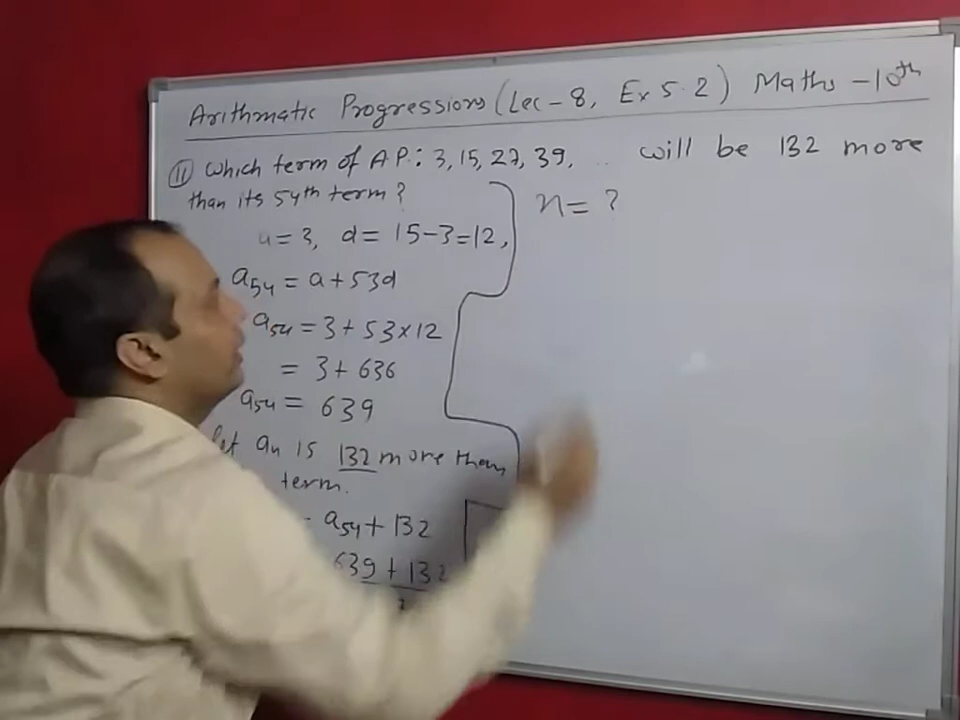 Arithmatic Progressions (Lec-8, Ex 5.2) Maths -10th
(11) Which term of A.P.: 3, 15, 27, 39, ... will be 132 more
than its 54th term?
a = 3, d = 15-3=12,
a54 = a + 53d
a54 = 3 + 53×12
= 3 + 636
a54 = 639
let an is 132 more than
term.
= a54 + 132
639 + 132
n = ?